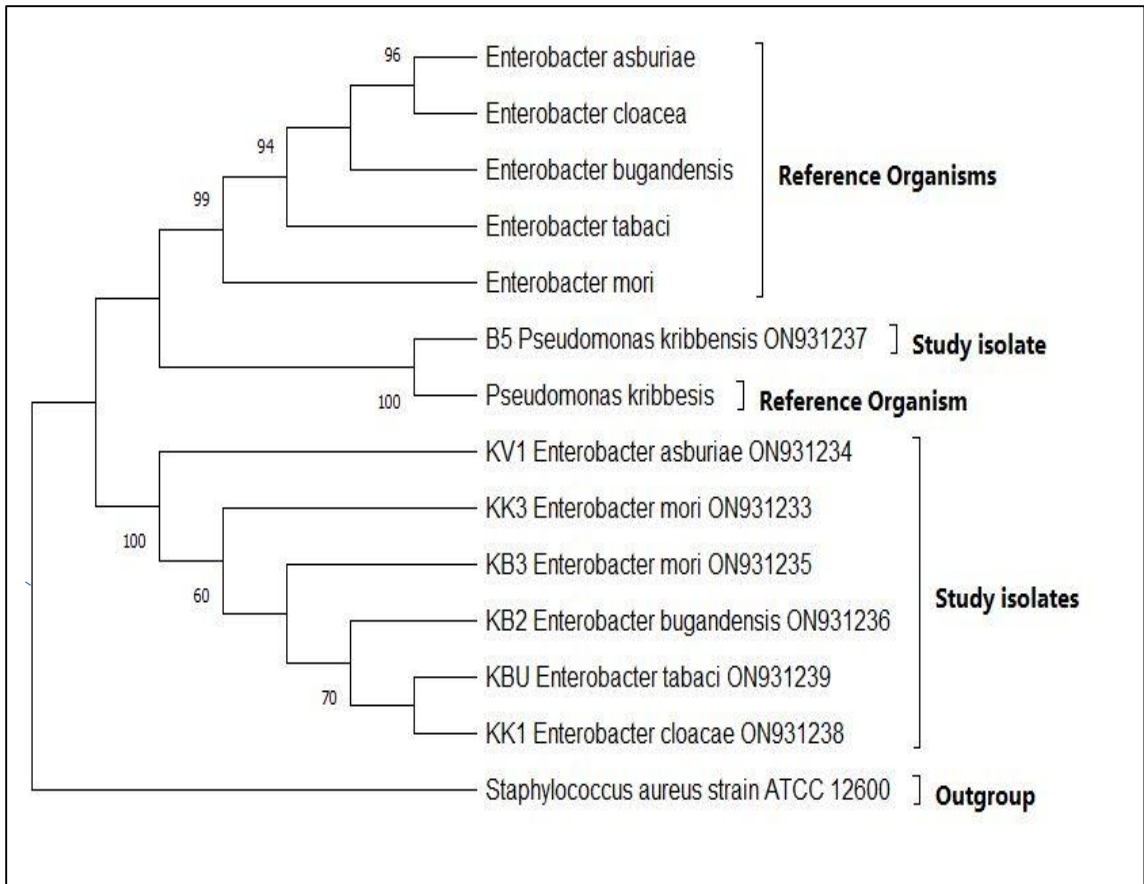 96
Enterobacter asburiae
Enterobacter cloacea
94
Enterobacter bugandensis
Reference Organisms
99
Enterobacter tabaci
Enterobacter mori
B5 Pseudomonas kribbensis ON931237
Study isolate
100
Pseudomonas kribbesis
Reference Organism
KV1 Enterobacter asburiae ON931234
KK3 Enterobacter mori ON931233
100
KB3 Enterobacter mori ON931235
60
Study isolates
KB2 Enterobacter bugandensis ON931236
KBU Enterobacter tabaci ON931239
70
KK1 Enterobacter cloacae ON931238
Staphylococcus aureus strain ATCC 12600
Outgroup